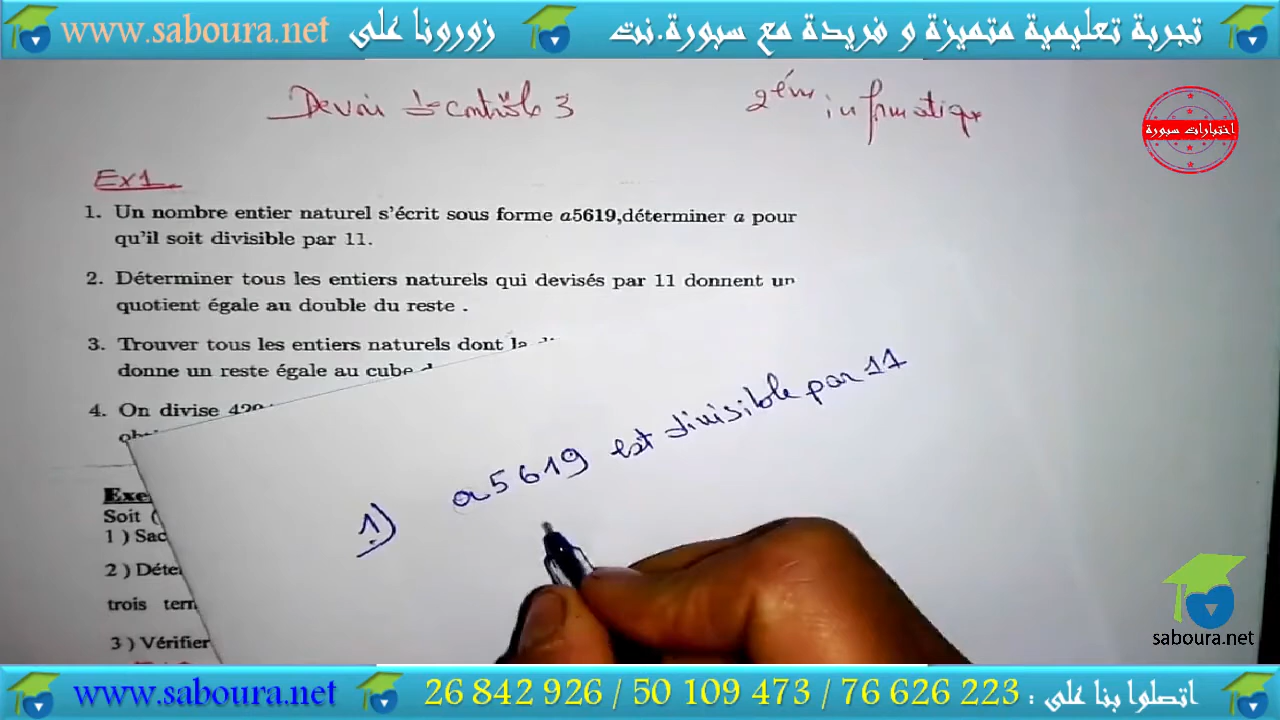 www.saboura.net زورونا على تجربة تعليمية متميزة و فريدة مع سبورة.نت
Devoir de contrôle 3 2ème informatique
اختبارات سبورة
Ex1
1. Un nombre entier naturel s'écrit sous forme a5619,déterminer a pour
qu'il soit divisible par 11.
2. Déterminer tous les entiers naturels qui devisés par 11 donnent un
quotient égale au double du reste .
3. Trouver tous les entiers naturels dont la
donne un reste égale au cube
4. On divise
1) a5619 est divisible par 11
Exe
Soit (
1 ) Sac
2 ) Déter
trois term
3 ) Vérifier
saboura.net
www.saboura.net 26 842 926 / 50 109 473 / 76 626 223 : اتصلوا بنا على